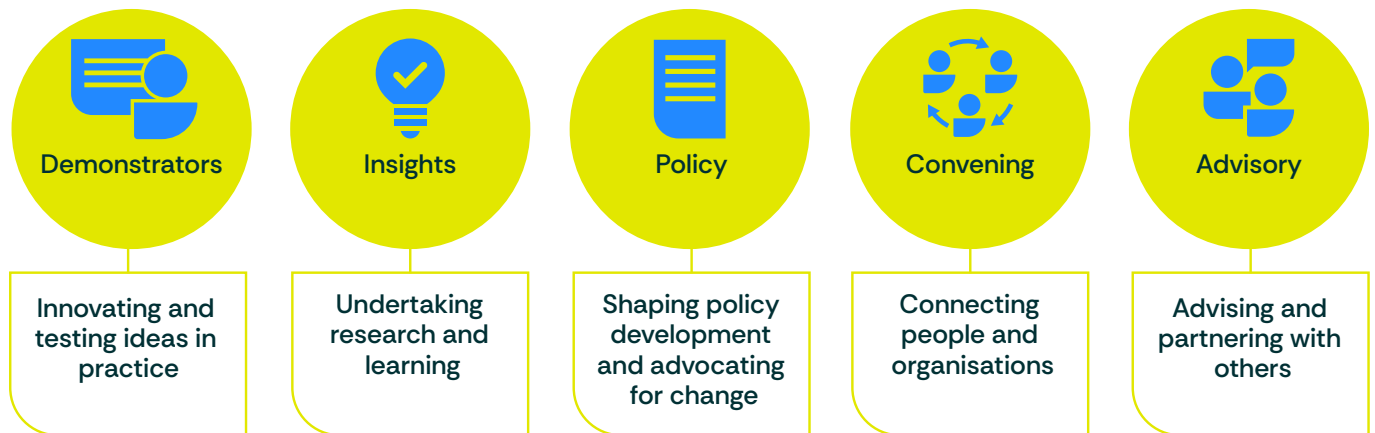 Demonstrators
Innovating and
testing ideas in
practice
Insights
Undertaking
research and
learning
Policy
Shaping policy
development
and advocating
for change
Convening
Connecting
people and
organisations
Advisory
Advising and
partnering with
others